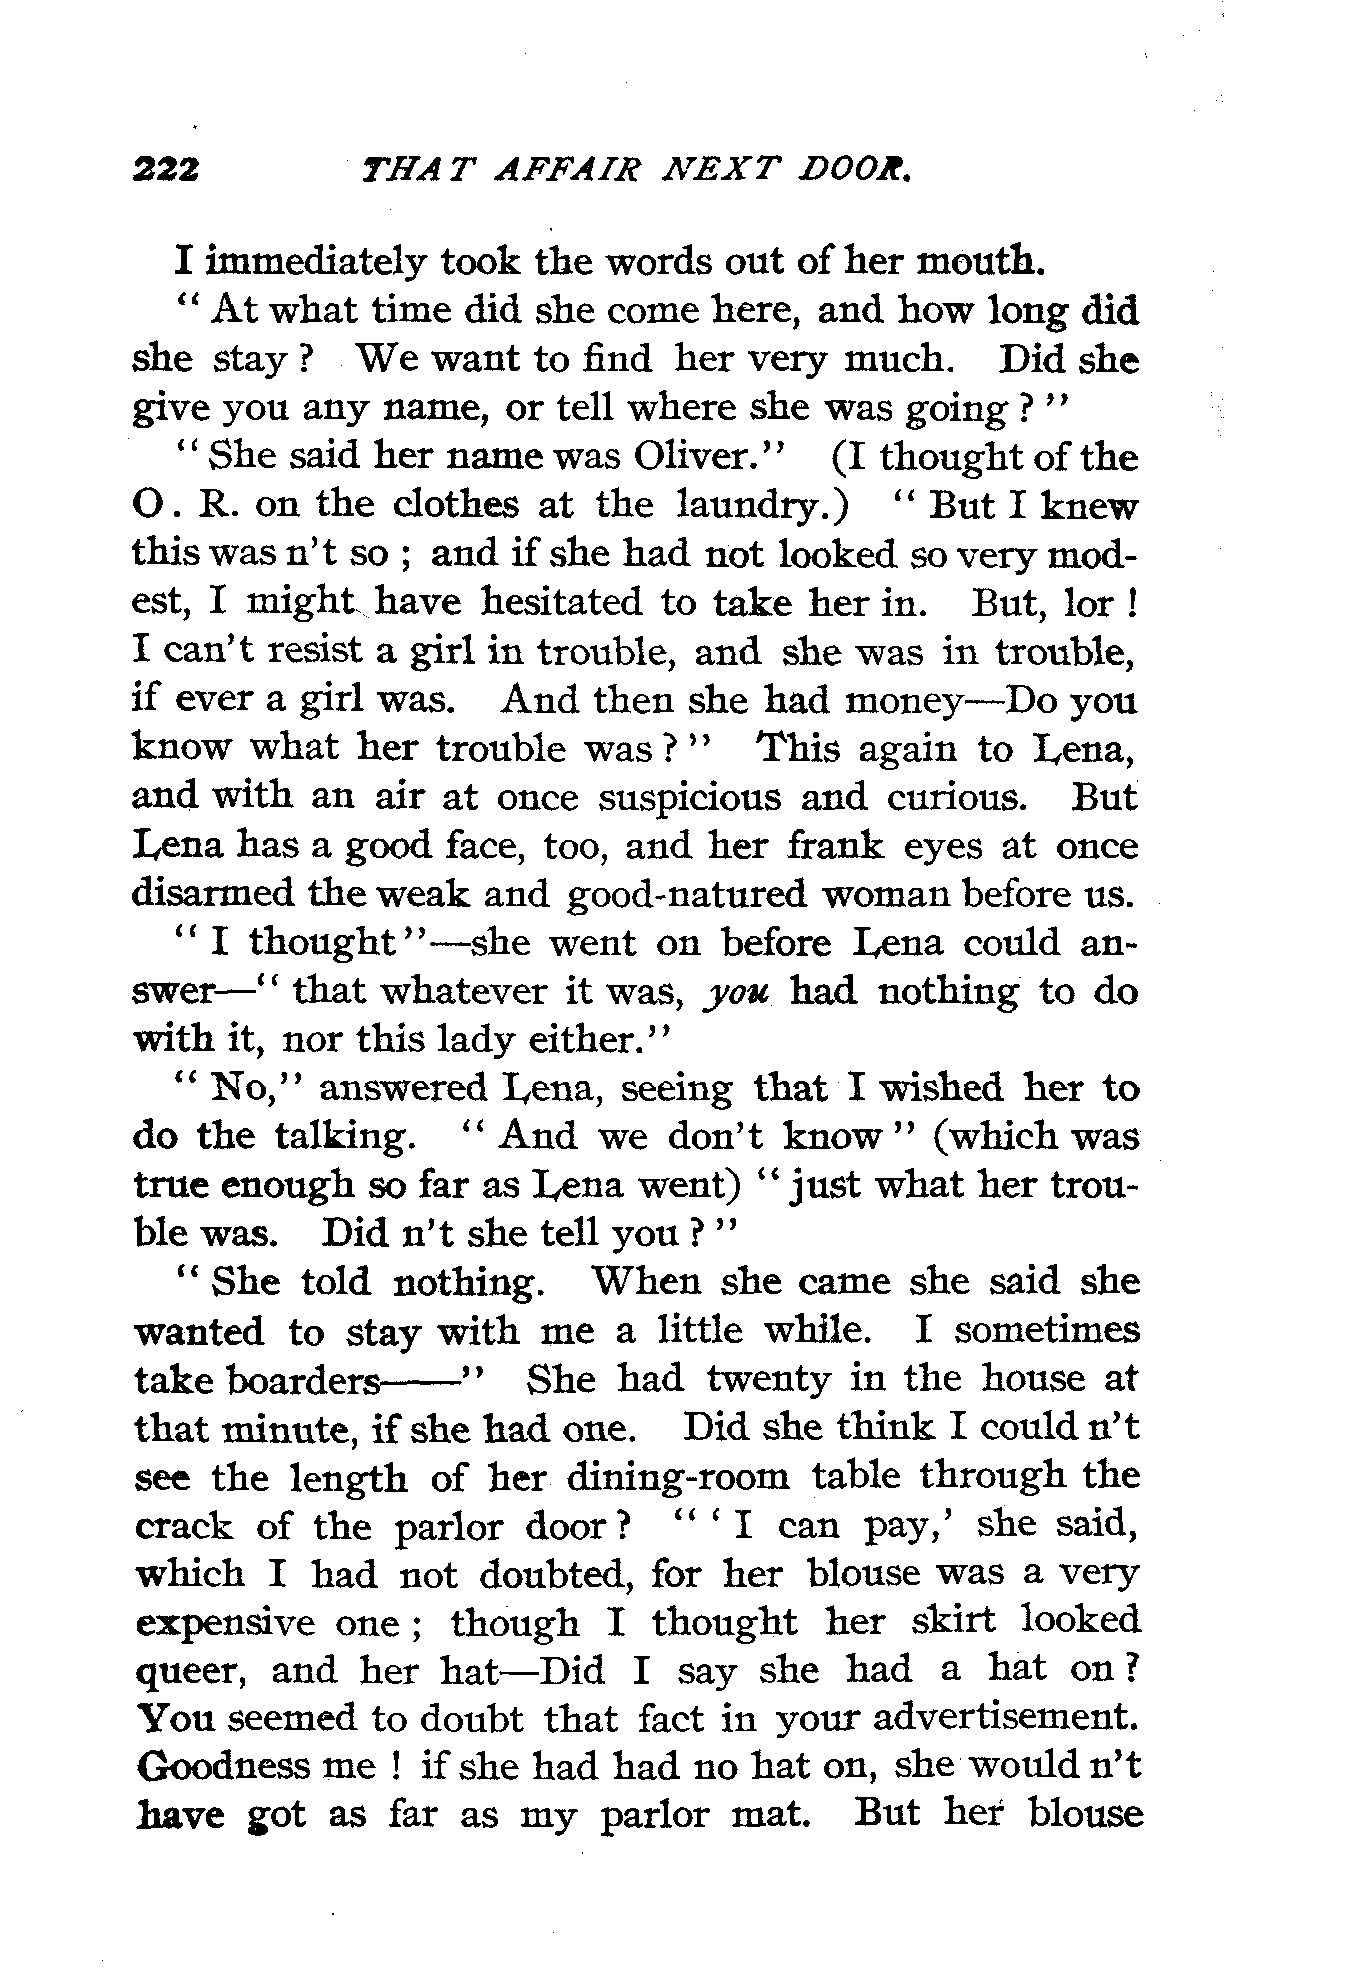 222 THAT AFFAIR NEXT DOOR.
I immediately took the words out of her mouth.
“ At what time did she come here, and how long did
she stay ? We want to find her very much. Did she
give you any name, or tell where she was going ? ”
“ She said her name was Oliver.” (I thought of the
O. R. on the clothes at the laundry.) “ But I knew
this was n’t so ; and if she had not looked so very mod-
est, I might have hesitated to take her in. But, lor !
I can’t resist a girl in trouble, and she was in trouble,
if ever a girl was. And then she had money—Do you
know what her trouble was ? ” This again to Lena,
and with an air at once suspicious and curious. But
Lena has a good face, too, and her frank eyes at once
disarmed the weak and good-natured woman before us.
“ I thought ”—she went on before Lena could an-
swer—“ that whatever it was, you had nothing to do
with it, nor this lady either.”
“ No,” answered Lena, seeing that I wished her to
do the talking. “ And we don’t know ” (which was
true enough so far as Lena went) “ just what her trou-
ble was. Did n’t she tell you ? ”
“ She told nothing. When she came she said she
wanted to stay with me a little while. I sometimes
take boarders——” She had twenty in the house at
that minute, if she had one. Did she think I could n’t
see the length of her dining-room table through the
crack of the parlor door ? “ ‘ I can pay,’ she said,
which I had not doubted, for her blouse was a very
expensive one ; though I thought her skirt looked
queer, and her hat—Did I say she had a hat on ?
You seemed to doubt that fact in your advertisement.
Goodness me ! if she had had no hat on, she would n’t
have got as far as my parlor mat. But her blouse